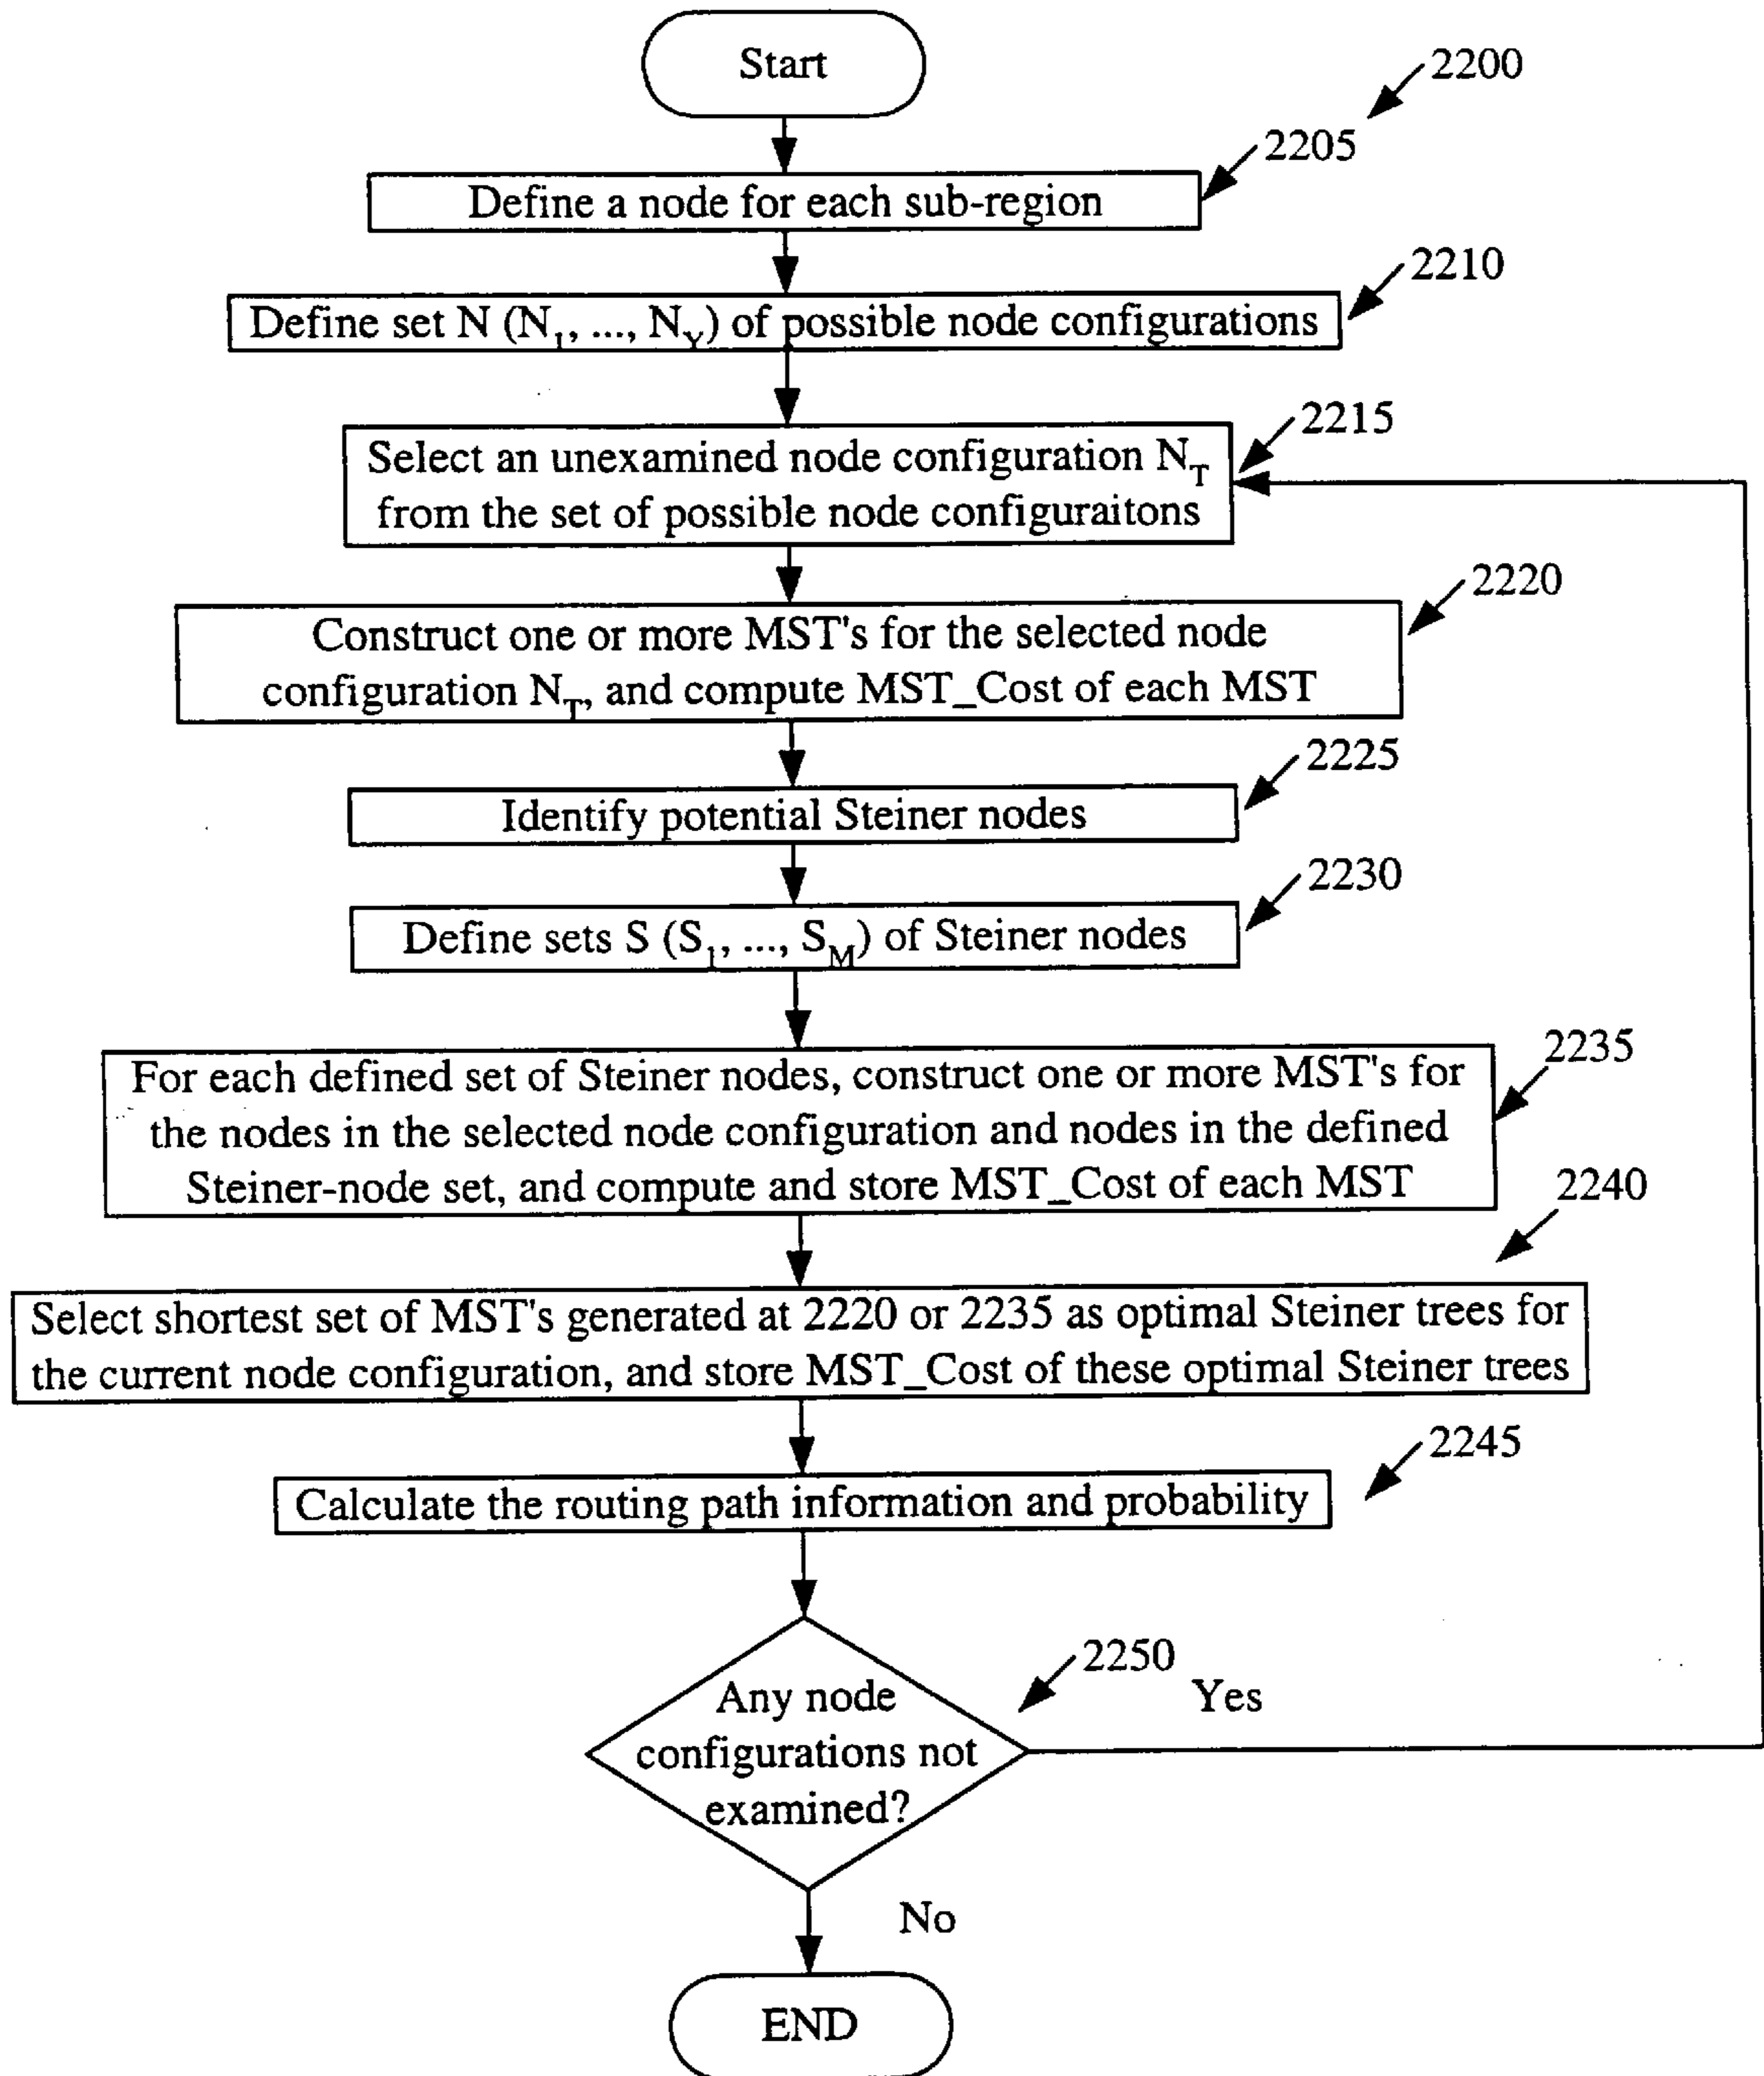 Start
2200
2205
Define a node for each sub-region
2210
Define set N (N₁, ..., N_Y) of possible node configurations
2215
Select an unexamined node configuration N_T
from the set of possible node configuraitons
2220
Construct one or more MST's for the selected node
configuration N_T, and compute MST_Cost of each MST
2225
Identify potential Steiner nodes
2230
Define sets S (S₁, ..., S_M) of Steiner nodes
2235
For each defined set of Steiner nodes, construct one or more MST's for
the nodes in the selected node configuration and nodes in the defined
Steiner-node set, and compute and store MST_Cost of each MST
2240
Select shortest set of MST's generated at 2220 or 2235 as optimal Steiner trees for
the current node configuration, and store MST_Cost of these optimal Steiner trees
2245
Calculate the routing path information and probability
2250
Yes
Any node
configurations not
examined?
No
END